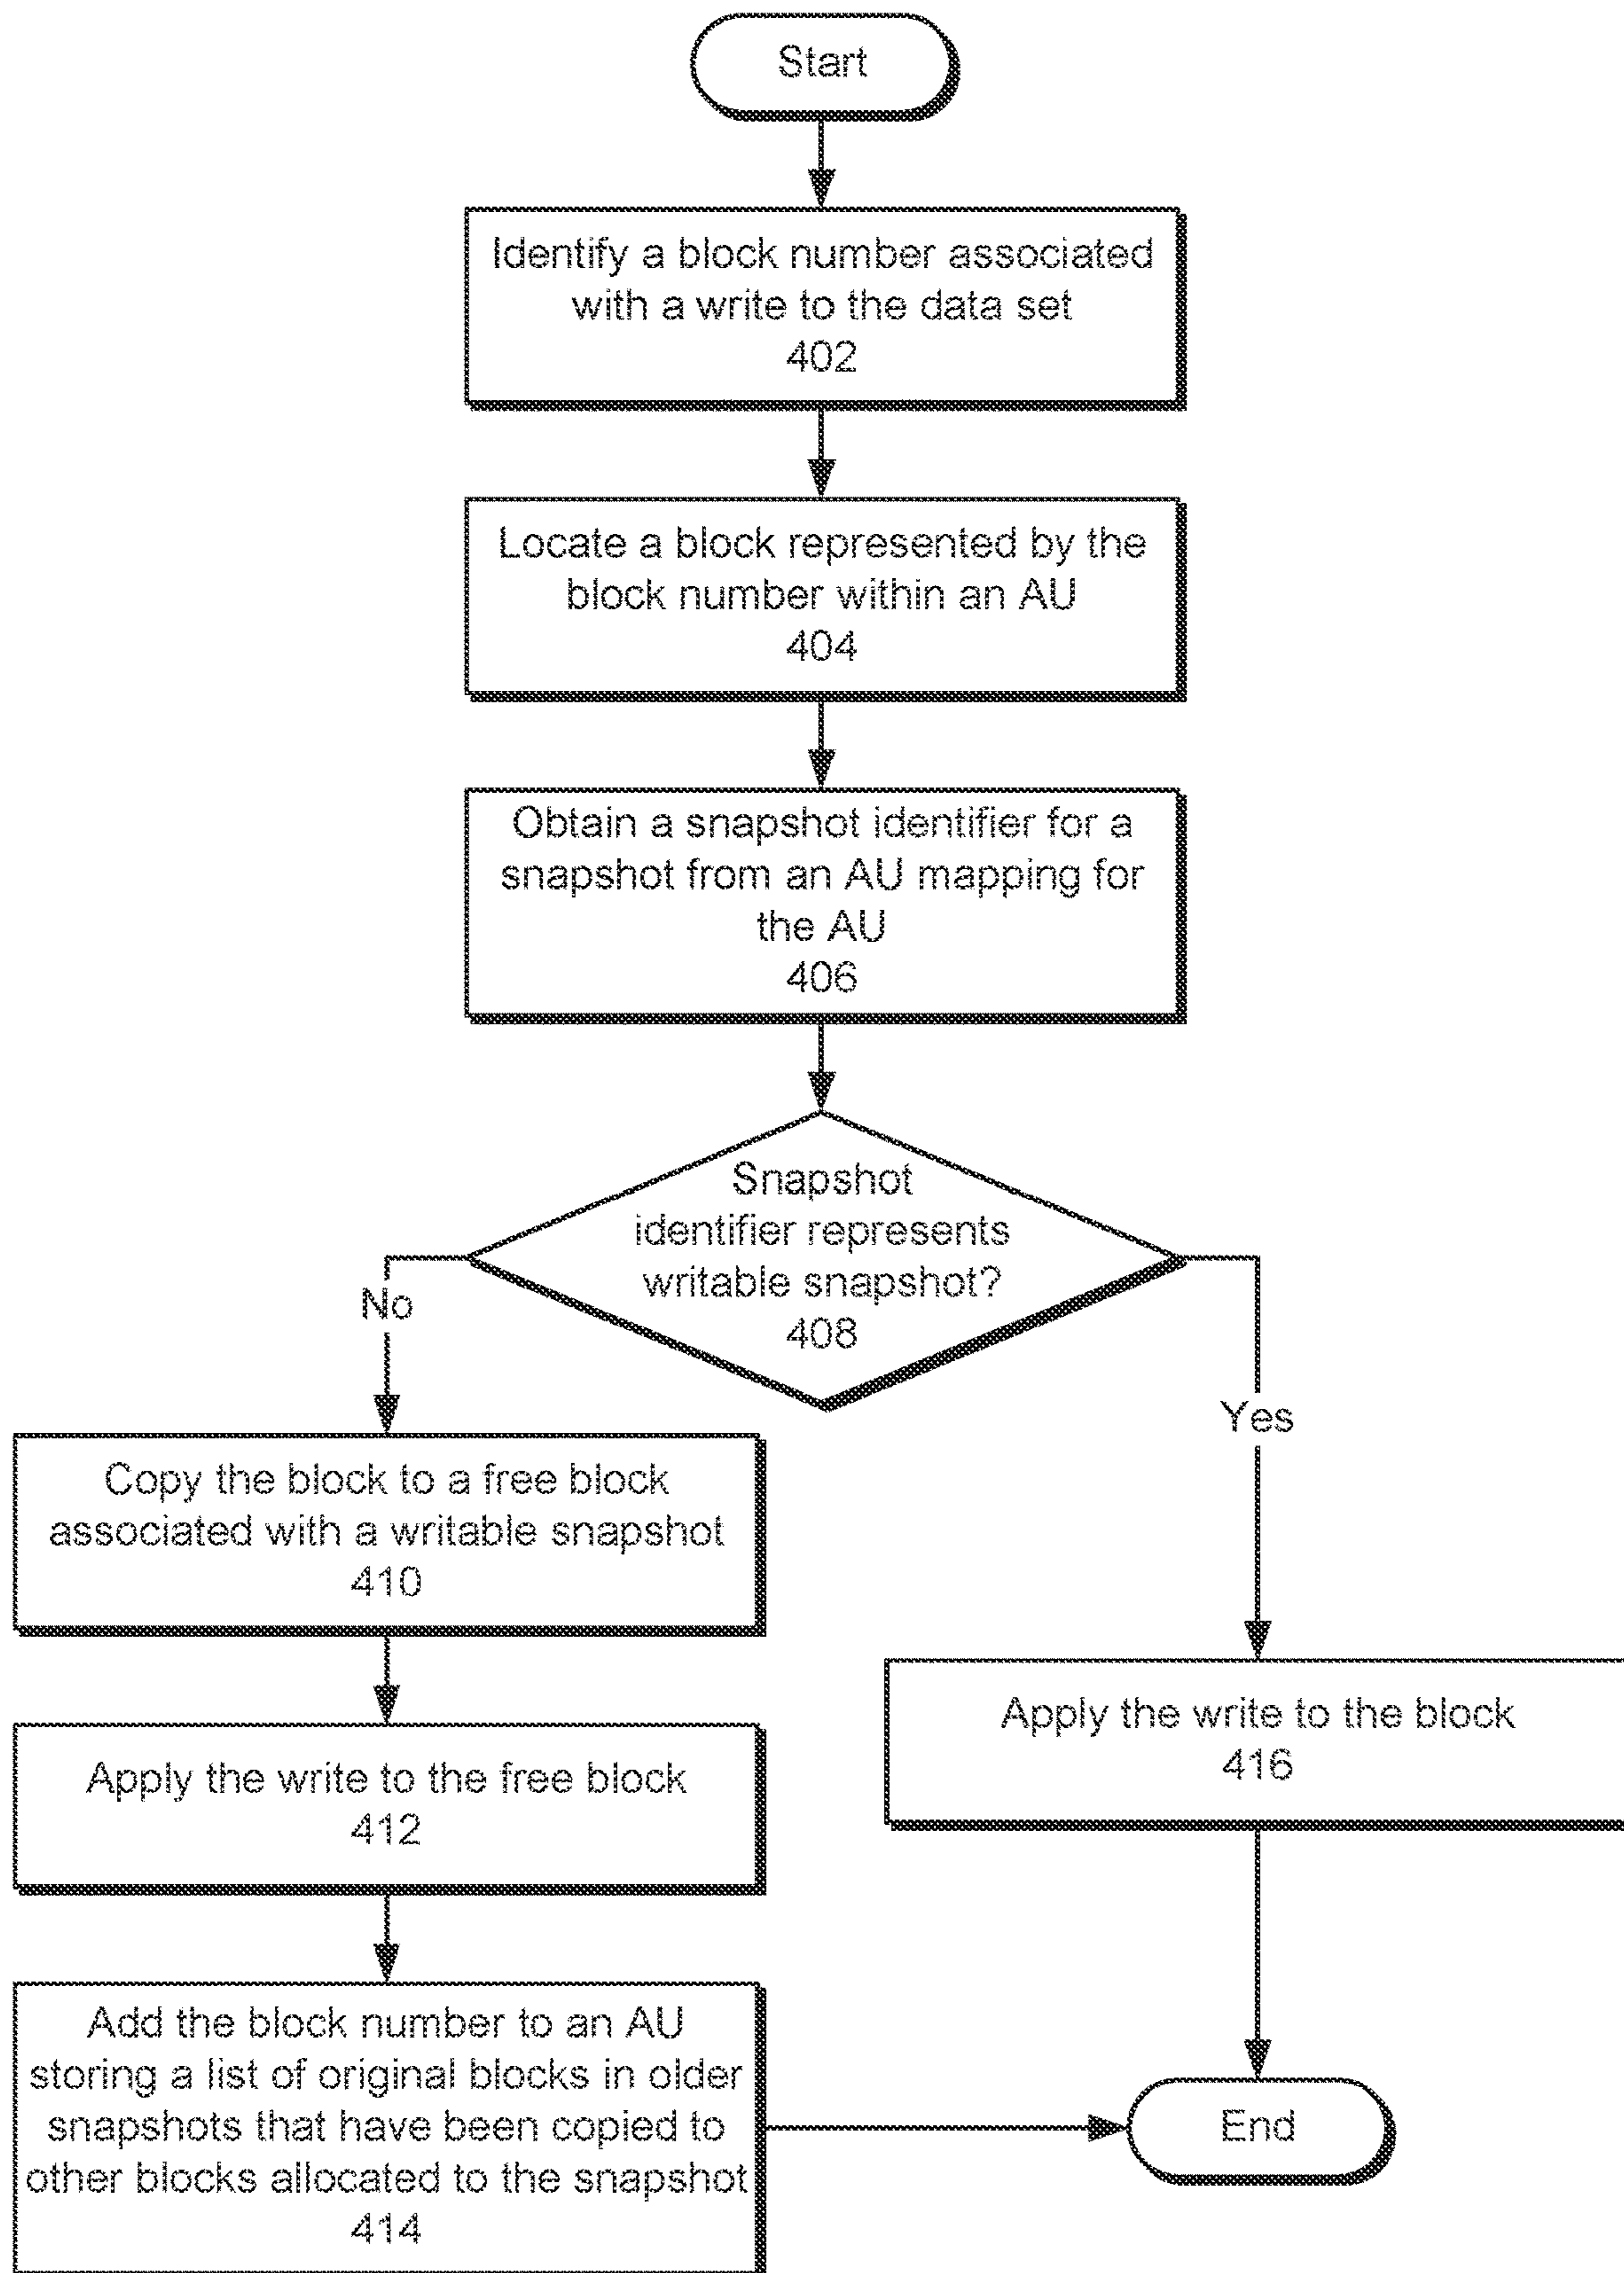 Start
Identify a block number associated
with a write to the data set
402
Locate a block represented by the
block number within an AU
404
Obtain a snapshot identifier for a
snapshot from an AU mapping for
the AU
406
Snapshot
identifier represents
writable snapshot?
408
No
Yes
Copy the block to a free block
associated with a writable snapshot
410
Apply the write to the free block
412
Apply the write to the block
416
Add the block number to an AU
storing a list of original blocks in older
snapshots that have been copied to
other blocks allocated to the snapshot
414
End